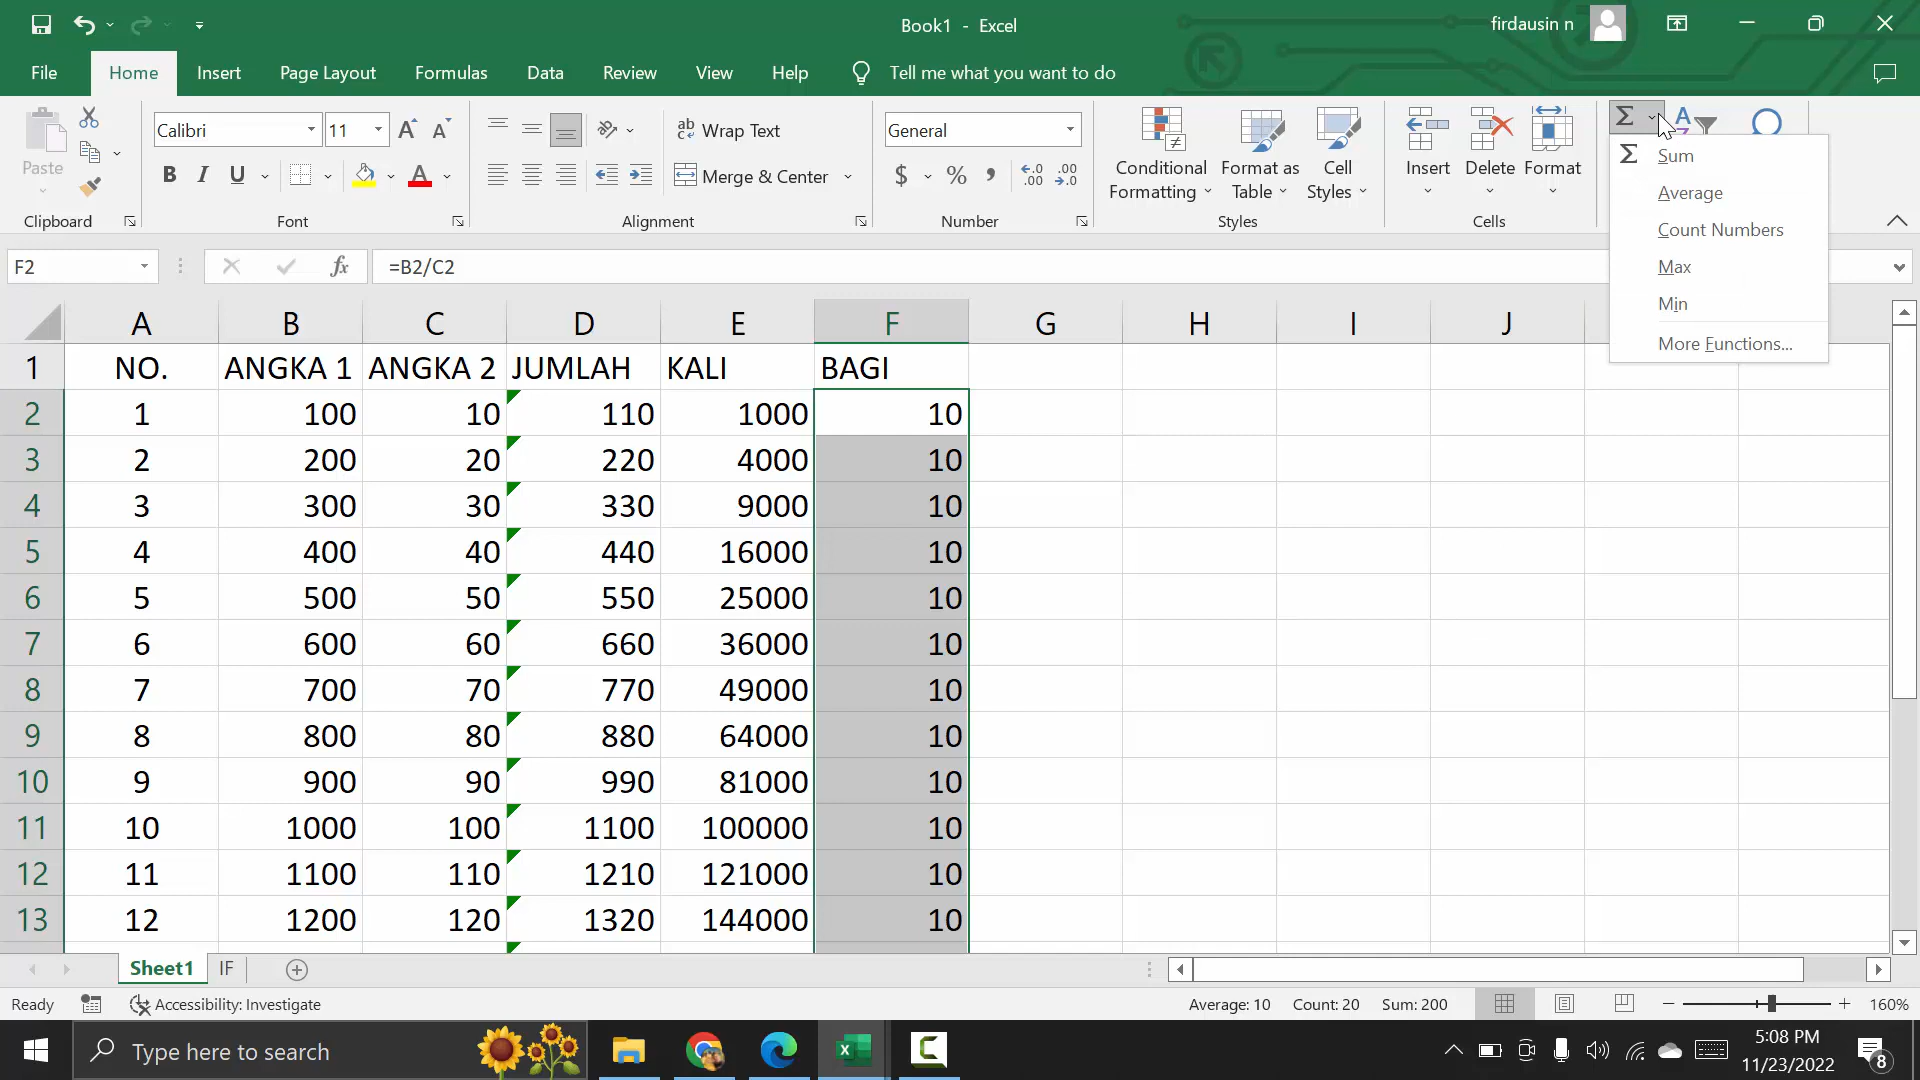 Book1 - Excel
firdausin n
File Home Insert Page Layout Formulas Data Review View Help Tell me what you want to do
Paste
Clipboard
Calibri 11
B I U
Font
Wrap Text
Merge & Center
Alignment
General
$ % ,
Number
Conditional Formatting
Format as Table
Cell Styles
Styles
Insert Delete Format
Cells
Σ
Σ Sum
Average
Count Numbers
Max
Min
More Functions...
F2 fx =B2/C2
A B C D E F G H I J
1 NO. ANGKA 1 ANGKA 2 JUMLAH KALI BAGI
2 1 100 10 110 1000 10
3 2 200 20 220 4000 10
4 3 300 30 330 9000 10
5 4 400 40 440 16000 10
6 5 500 50 550 25000 10
7 6 600 60 660 36000 10
8 7 700 70 770 49000 10
9 8 800 80 880 64000 10
10 9 900 90 990 81000 10
11 10 1000 100 1100 100000 10
12 11 1100 110 1210 121000 10
13 12 1200 120 1320 144000 10
Sheet1 IF
Ready Accessibility: Investigate Average: 10 Count: 20 Sum: 200 160%
Type here to search
5:08 PM
11/23/2022
8